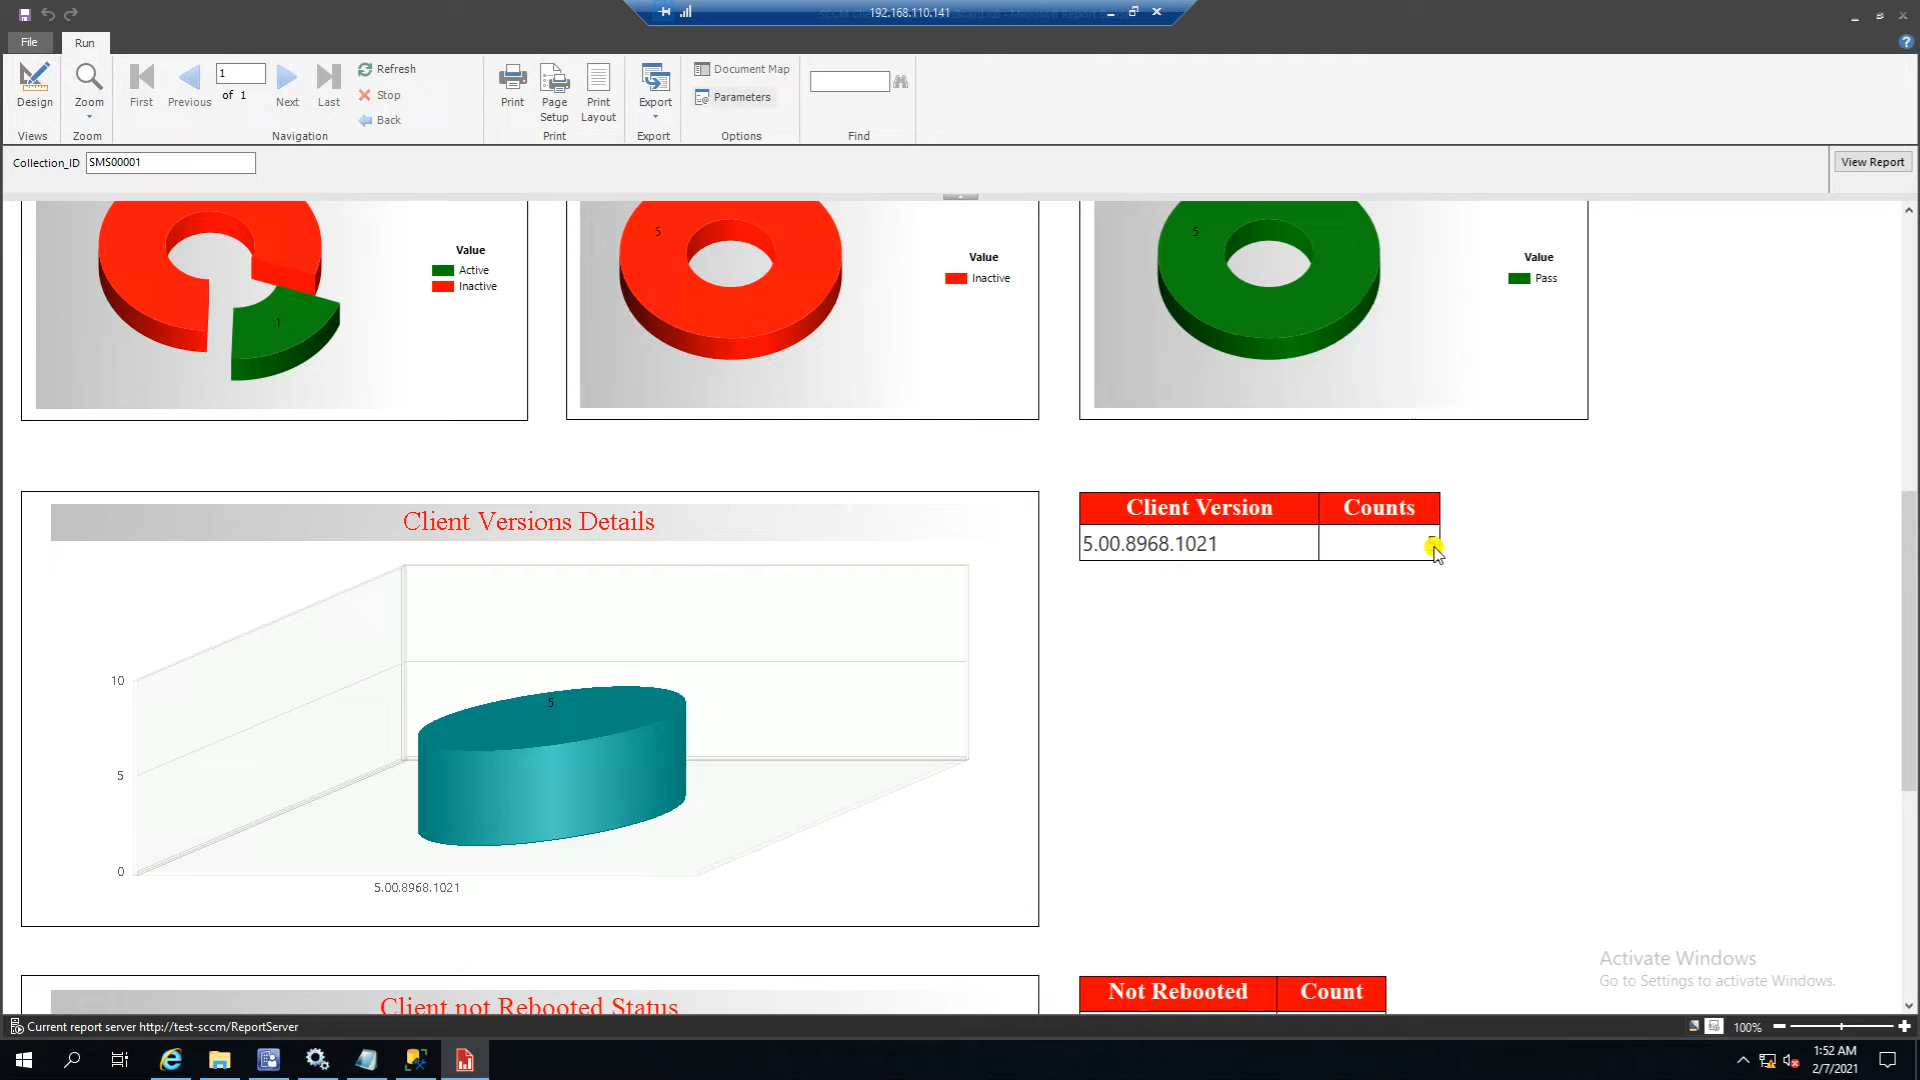 192.168.110.141
File
Run
Design
Zoom
First
Previous
1
of 1
Next
Last
Refresh
Stop
Back
Print
Page
Setup
Print
Layout
Export
Document Map
Parameters
Views
Zoom
Navigation
Print
Export
Options
Find
Collection_ID
SMS00001
View Report
1
Value
Active
Inactive
5
Value
Inactive
5
Value
Pass
Client Versions Details
10
5
0
5
5.00.8968.1021
Client Version
Counts
5.00.8968.1021
Client not Rebooted Status
Not Rebooted
Count
Activate Windows
Go to Settings to activate Windows.
Current report server http://test-sccm/ReportServer
100%
1:52 AM
2/7/2021